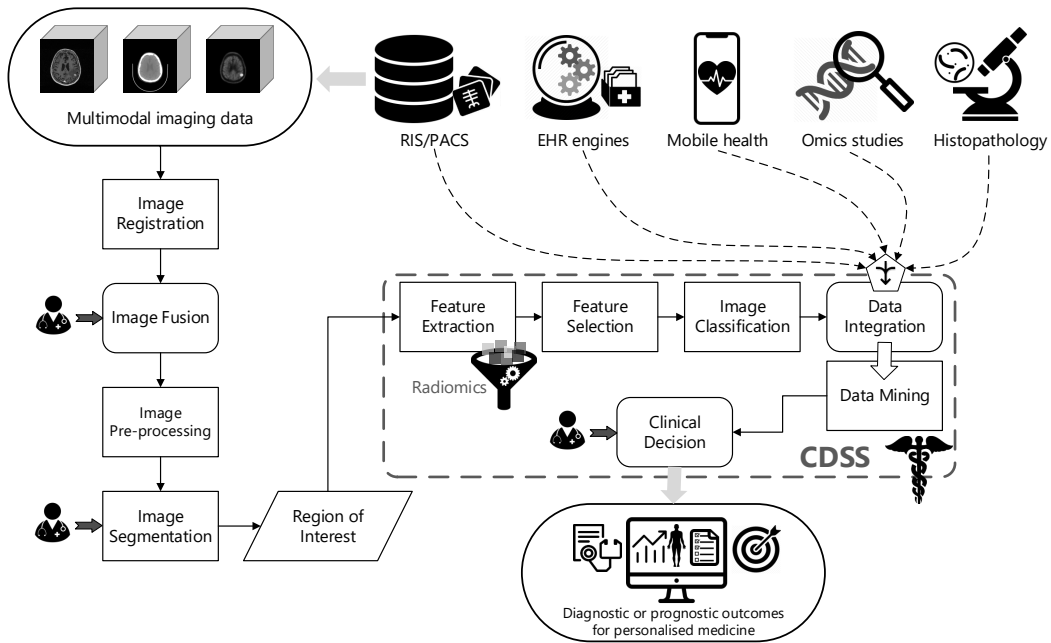 Multimodal imaging data
RIS/PACS
EHR engines
Mobile health
Omics studies
Histopathology
Image
Registration
Image Fusion
Image
Pre-processing
Image
Segmentation
Region of
Interest
Feature
Extraction
Feature
Selection
Image
Classification
Data
Integration
Radiomics
Data Mining
Clinical
Decision
CDSS
Diagnostic or prognostic outcomes
for personalised medicine